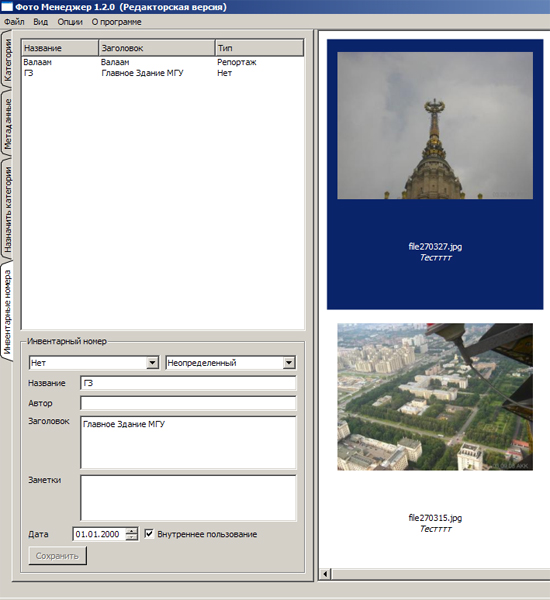 Фото Менеджер 1.2.0 (Редакторская версия)
Файл Вид Опции О программе
Категории
Метаданные
Назначить категории
Инвентарные номера
Название Заголовок Тип
Валаам Валаам Репортаж
ГЗ Главное Здание МГУ Нет
Инвентарный номер
Нет Неопределенный
Название ГЗ
Автор
Заголовок Главное Здание МГУ
Заметки
Дата 01.01.2000 Внутреннее пользование
Сохранить
file270327.jpg
Тестттт
file270315.jpg
Тестттт